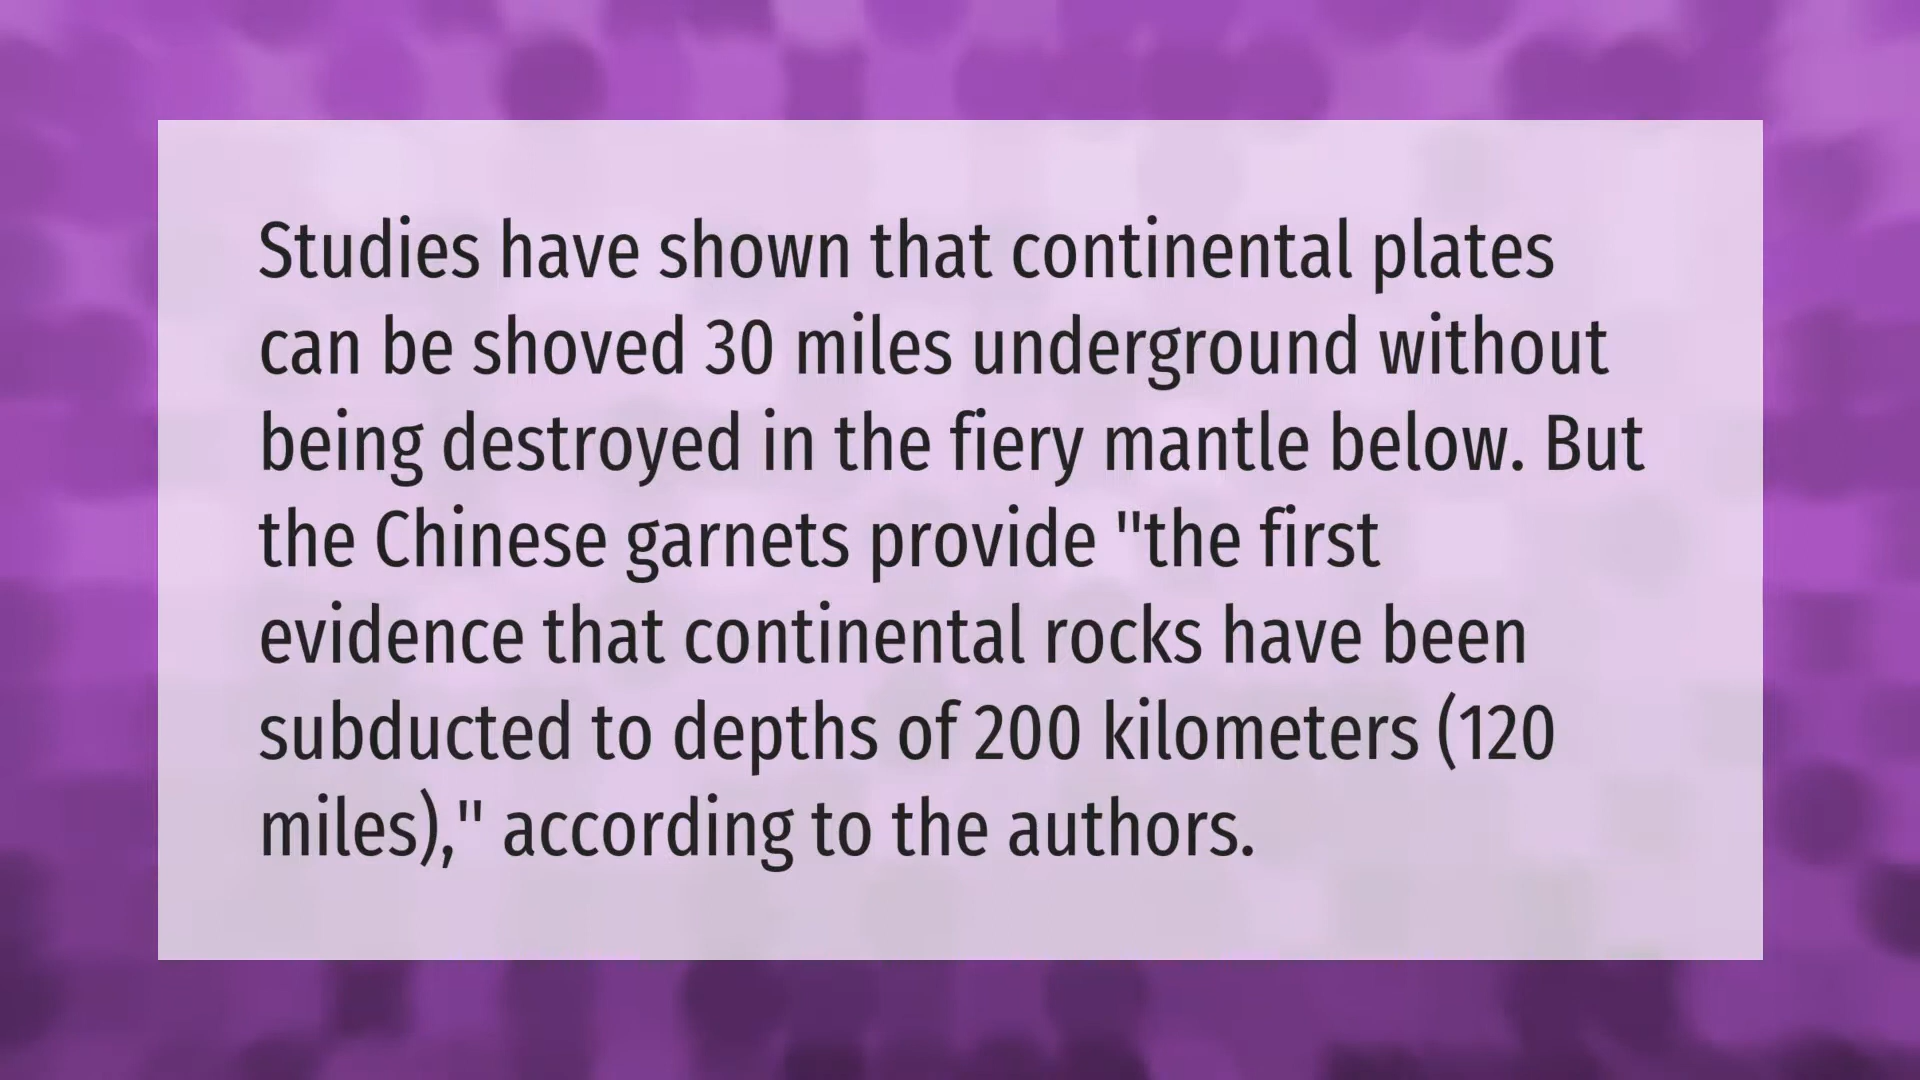 Studies have shown that continental plates
can be shoved 30 miles underground without
being destroyed in the fiery mantle below. But
the Chinese garnets provide "the first
evidence that continental rocks have been
subducted to depths of 200 kilometers (120
miles)," according to the authors.